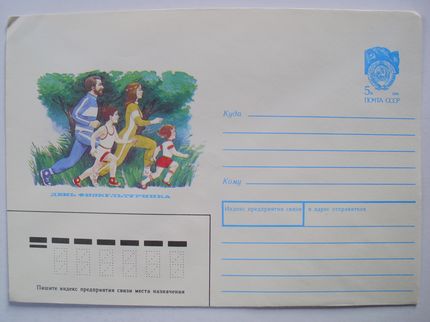 5к
ПОЧТА СССР
Куда
Кому
ДЕНЬ ФИЗКУЛЬТУРНИКА
Индекс предприятия связи и адрес отправителя
Пишите индекс предприятия связи места назначения